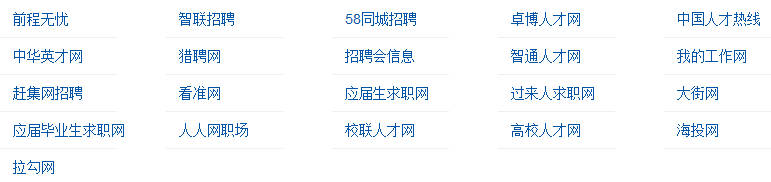 前程无忧 智联招聘 58同城招聘 卓博人才网 中国人才热线
中华英才网 猎聘网 招聘会信息 智通人才网 我的工作网
赶集网招聘 看准网 应届生求职网 过来人求职网 大街网
应届毕业生求职网 人人网职场 校联人才网 高校人才网 海投网
拉勾网